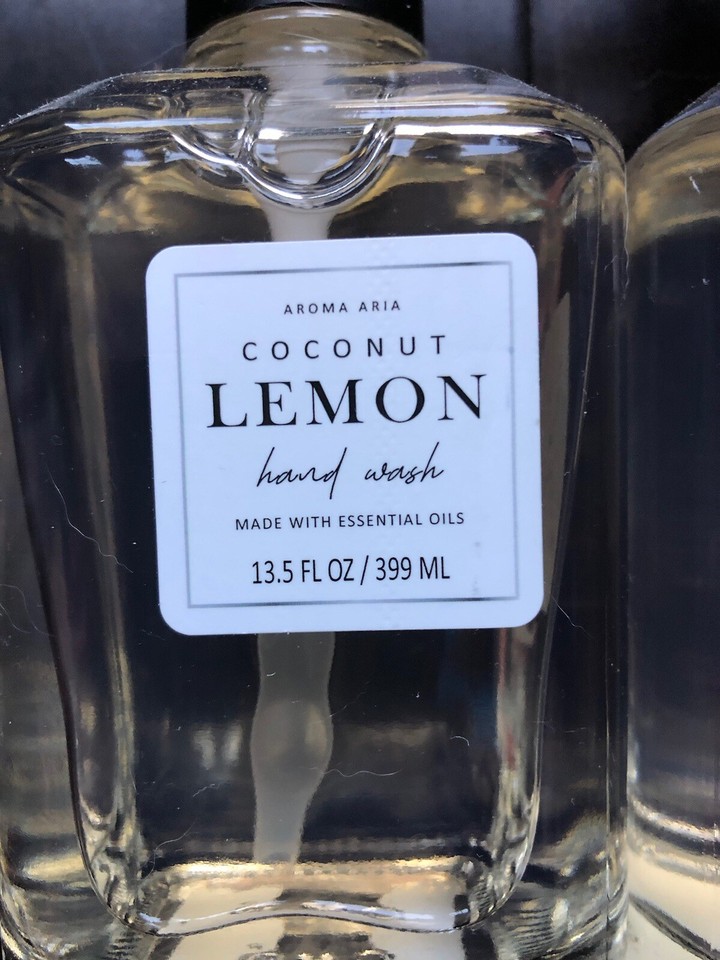 AROMA ARIA
COCONUT
LEMON
hand wash
MADE WITH ESSENTIAL OILS
13.5 FL OZ / 399 ML